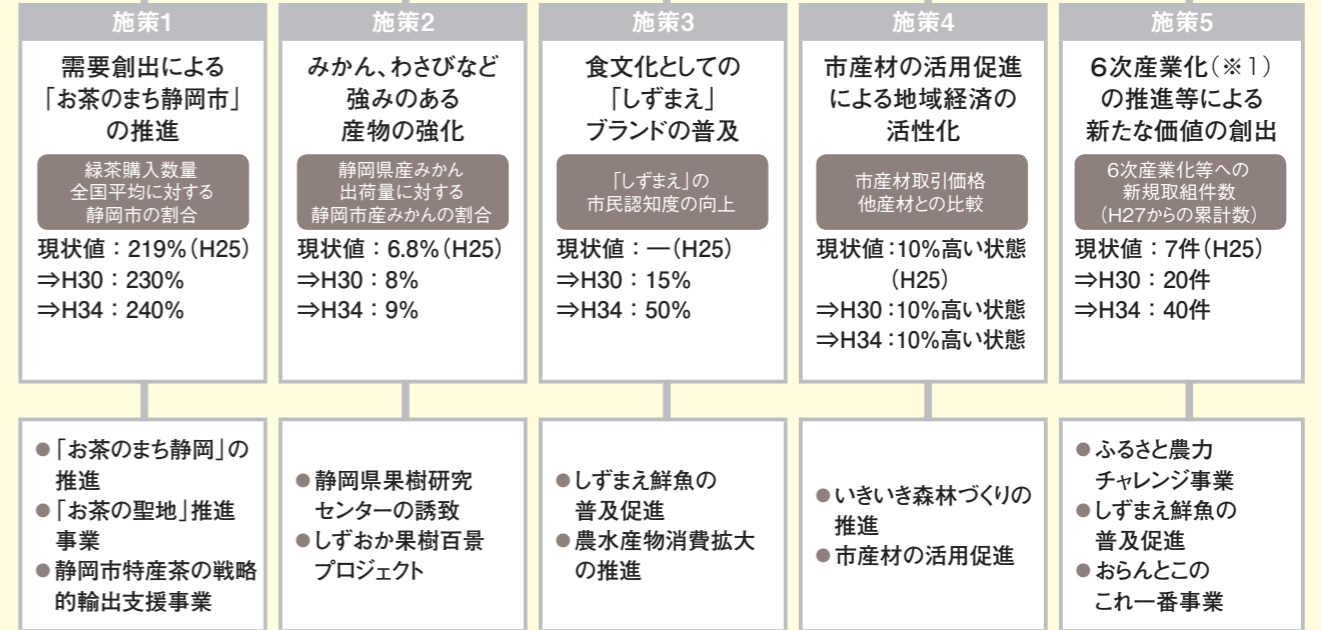 施策1
需要創出による
「お茶のまち静岡市」
の推進
緑茶購入数量
全国平均に対する
静岡市の割合
現状値：219%（H25）
⇒H30：230%
⇒H34：240%
●「お茶のまち静岡」の
推進
●「お茶の聖地」推進
事業
●静岡市特産茶の戦略
的輸出支援事業
施策2
みかん、わさびなど
強みのある
産物の強化
静岡県産みかん
出荷量に対する
静岡市産みかんの割合
現状値：6.8%（H25）
⇒H30：8%
⇒H34：9%
●静岡県果樹研究
センターの誘致
●しずおか果樹百景
プロジェクト
施策3
食文化としての
「しずまえ」
ブランドの普及
「しずまえ」の
市民認知度の向上
現状値：―（H25）
⇒H30：15%
⇒H34：50%
●しずまえ鮮魚の
普及促進
●農水産物消費拡大
の推進
施策4
市産材の活用促進
による地域経済の
活性化
市産材取引価格
他産材との比較
現状値：10%高い状態
（H25）
⇒H30：10%高い状態
⇒H34：10%高い状態
●いきいき森林づくりの
推進
●市産材の活用促進
施策5
6次産業化（※1）
の推進等による
新たな価値の創出
6次産業化等への
新規取組件数
（H27からの累計数）
現状値：7件（H25）
⇒H30：20件
⇒H34：40件
●ふるさと農力
チャレンジ事業
●しずまえ鮮魚の
普及促進
●おらんとこの
これ一番事業